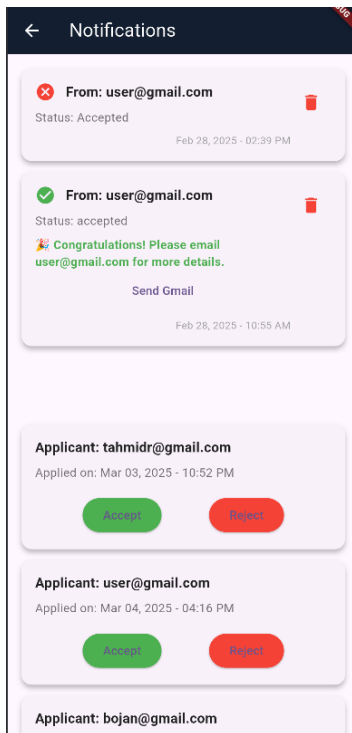 Notifications
UG
From: user@gmail.com
Status: Accepted
Feb 28, 2025 - 02:39 PM
From: user@gmail.com
Status: accepted
🎉 Congratulations! Please email
user@gmail.com for more details.
Send Gmail
Feb 28, 2025 - 10:55 AM
Applicant: tahmidr@gmail.com
Applied on: Mar 03, 2025 - 10:52 PM
Accept Reject
Applicant: user@gmail.com
Applied on: Mar 04, 2025 - 04:16 PM
Accept Reject
Applicant: bojan@gmail.com